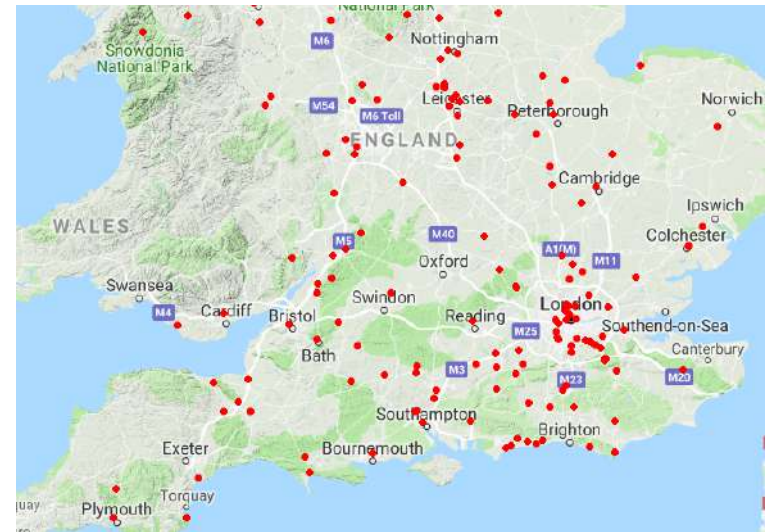 Snowdonia
National Park
National Park
M6
Nottingham
M54
M6 Toll
Leicester
Peterborough
Norwich
ENGLAND
Cambridge
Ipswich
WALES
M5
M40
A1(M)
M11
Colchester
Oxford
Swansea
Swindon
London
M4
Cardiff
Bristol
Reading
M25
Southend-on-Sea
Bath
Canterbury
M3
M23
M20
Southampton
Exeter
Bournemouth
Brighton
Torquay
Plymouth
quay